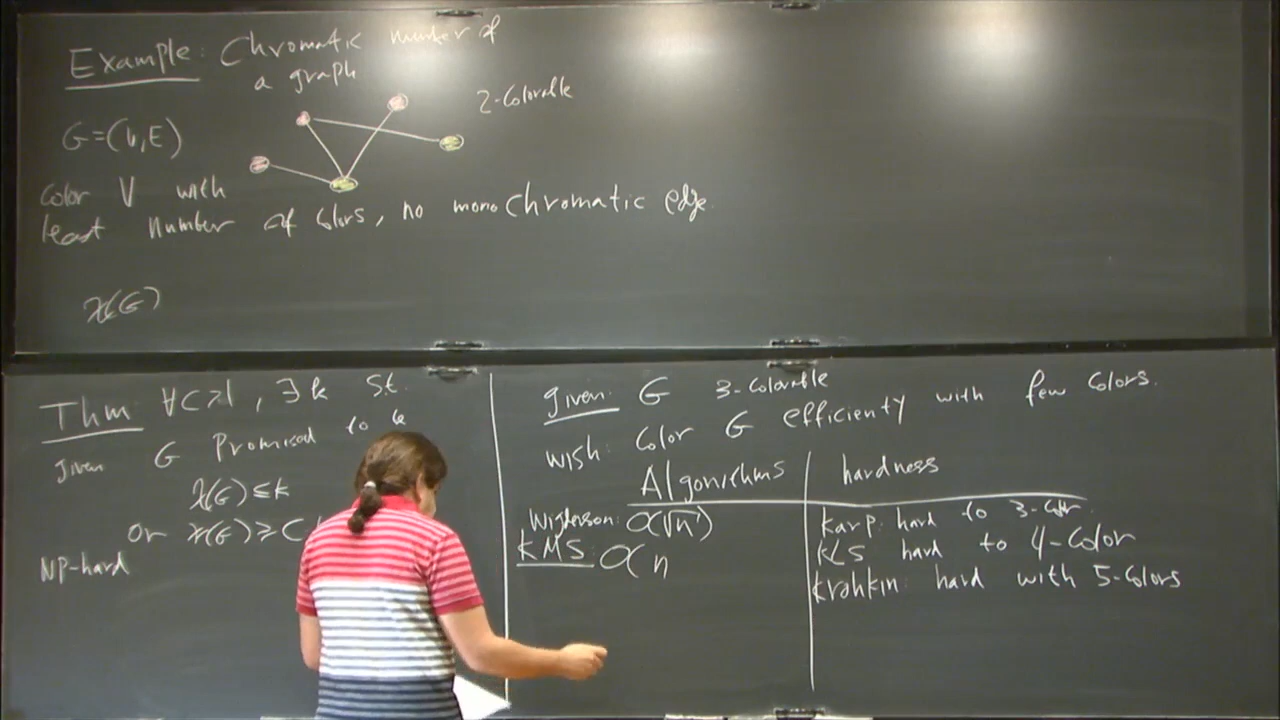 Example: Chromatic number of
a graph
2-Colorable
G=(V,E)
Color V with
least number of Colors, no monochromatic edge.
χ(G)
Thm ∀C>1, ∃k s.t.
given G Promised to
χ(G)≤k
or χ(G)≥C
NP-hard
given: G 3-Colorable
wish: Color G efficienty with few Colors.
Algorithms hardness
Wigderson: O(√n) Karp: hard to 3-Color
KMS: O(n KLS hard to 4-Color
Krahkin: hard with 5-Colors